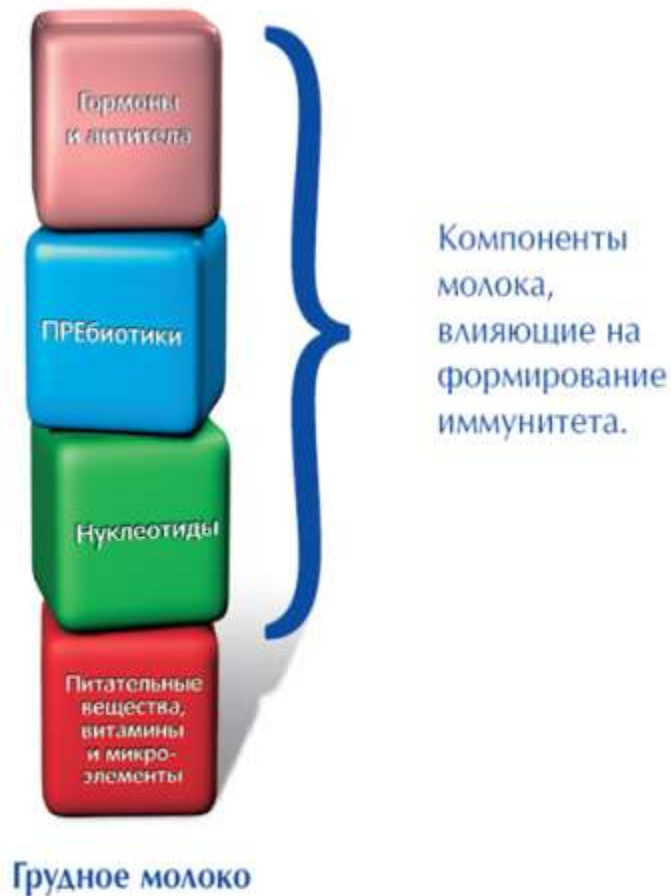 Гормоны
и антитела
ПРЕбиотики
Нуклеотиды
Питательные
вещества,
витамины
и микро-
элементы
Компоненты
молока,
влияющие на
формирование
иммунитета.
Грудное молоко